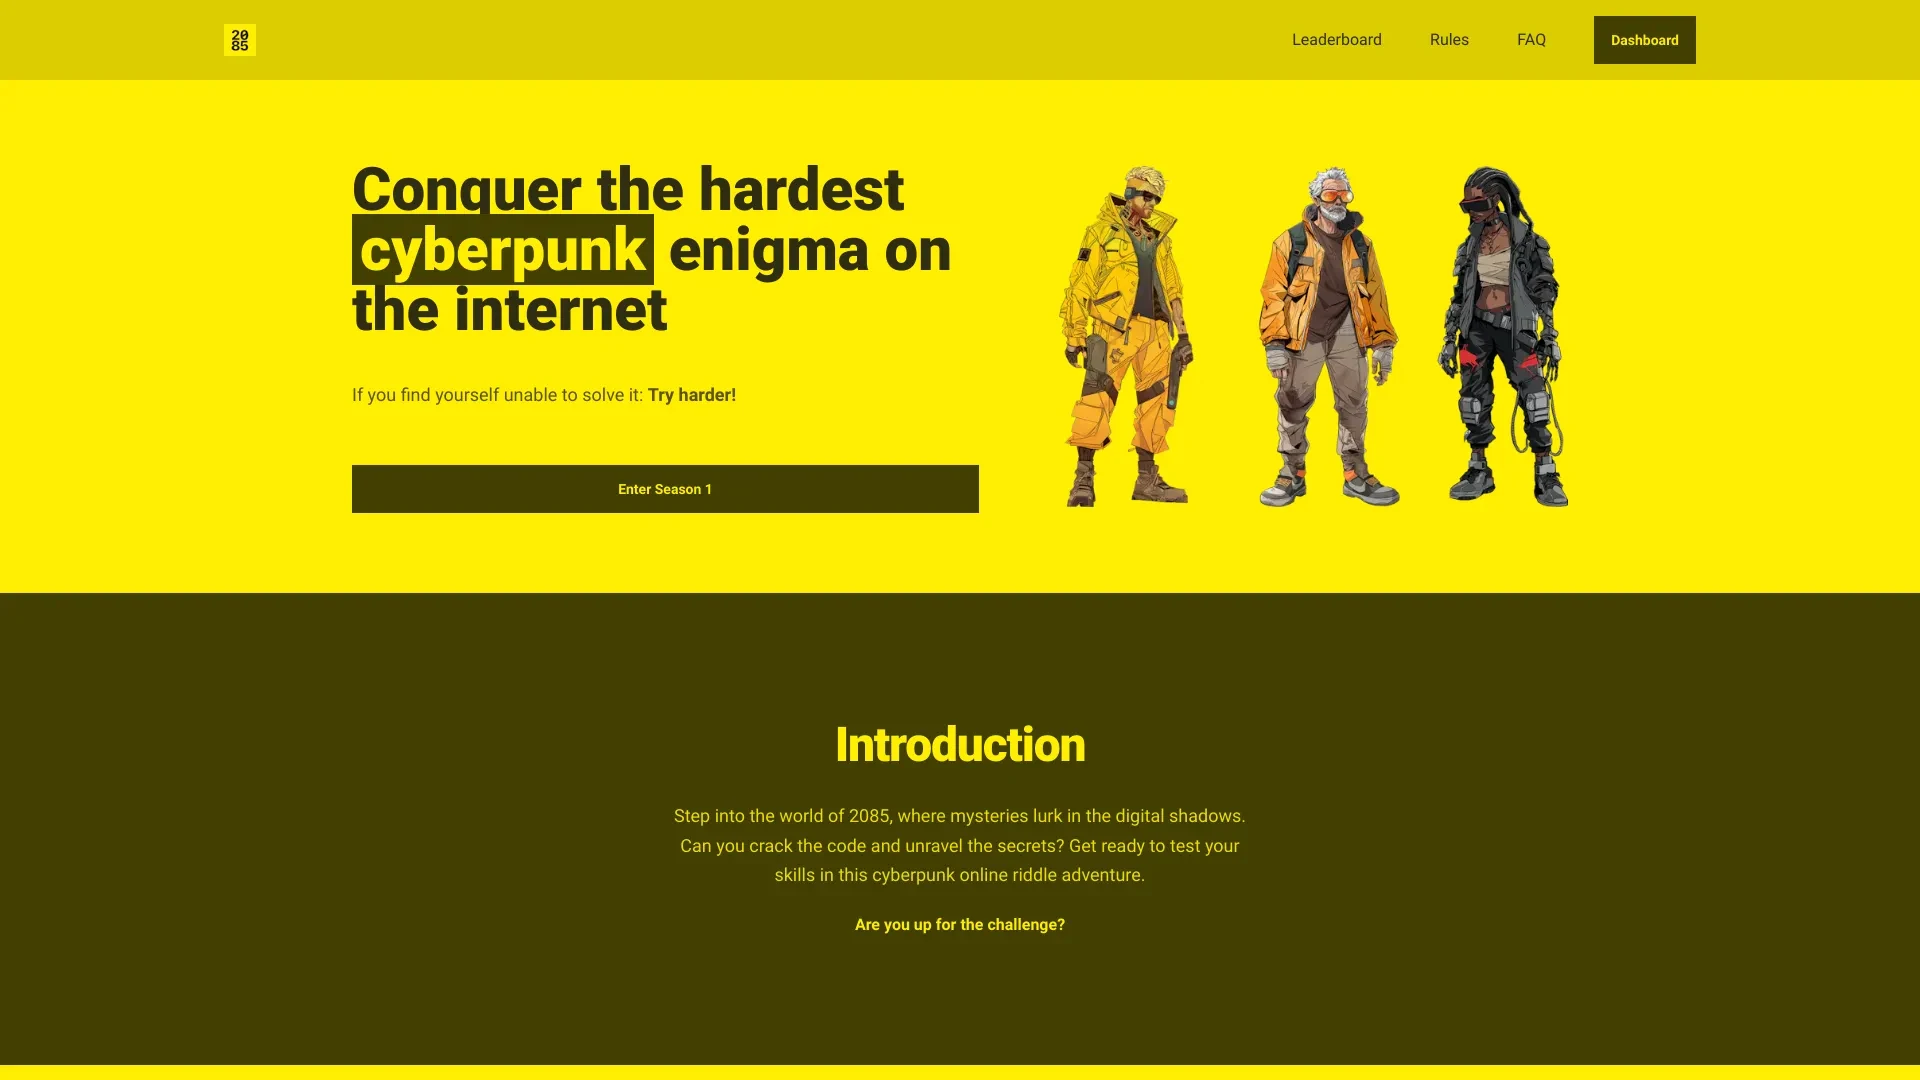 20
85
Leaderboard
Rules
FAQ
Dashboard
Conquer the hardest
cyberpunk enigma on
the internet
If you find yourself unable to solve it: Try harder!
Enter Season 1
Introduction
Step into the world of 2085, where mysteries lurk in the digital shadows.
Can you crack the code and unravel the secrets? Get ready to test your
skills in this cyberpunk online riddle adventure.
Are you up for the challenge?